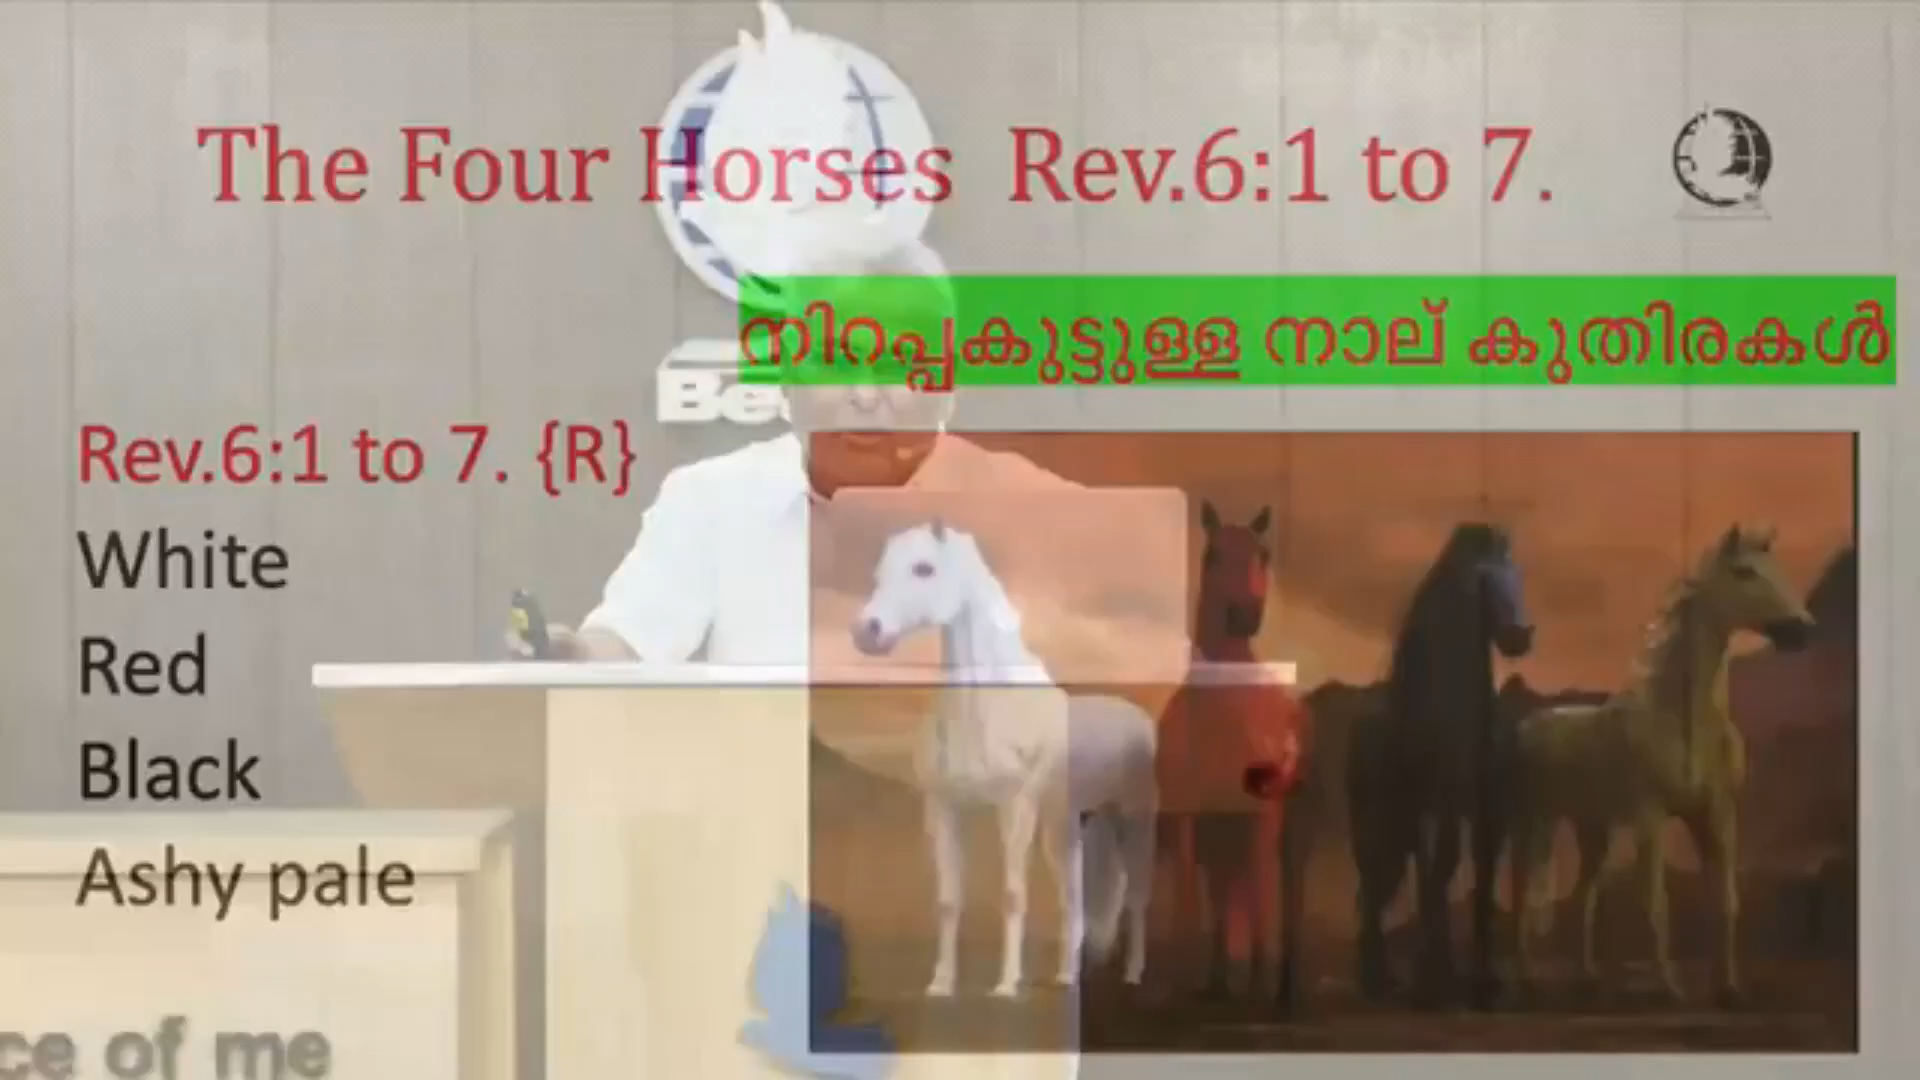 The Four Horses Rev.6:1 to 7.
നിറപ്പകുട്ടുള്ള നാല് കുതിരകൾ
Rev.6:1 to 7. {R}
White
Red
Black
Ashy pale
of me